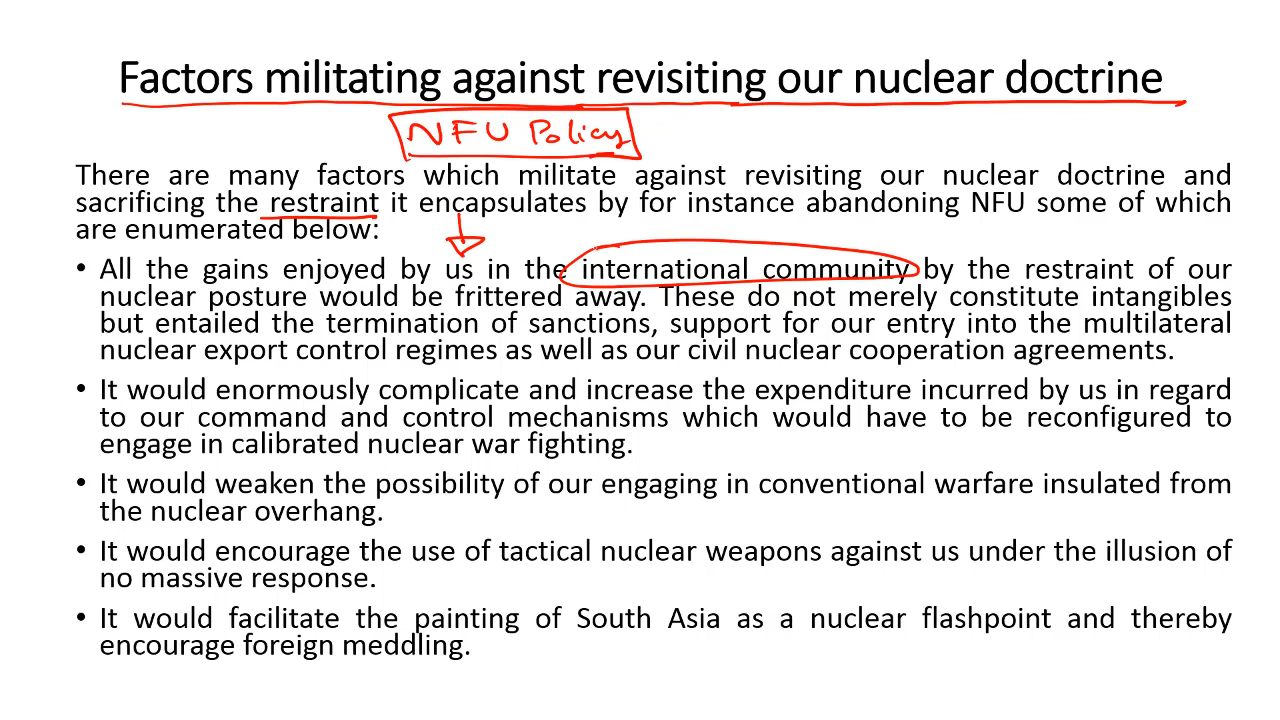 Factors militating against revisiting our nuclear doctrine
NFU Policy
There are many factors which militate against revisiting our nuclear doctrine and
sacrificing the restraint it encapsulates by for instance abandoning NFU some of which
are enumerated below:
• All the gains enjoyed by us in the international community by the restraint of our
nuclear posture would be frittered away. These do not merely constitute intangibles
but entailed the termination of sanctions, support for our entry into the multilateral
nuclear export control regimes as well as our civil nuclear cooperation agreements.
• It would enormously complicate and increase the expenditure incurred by us in regard
to our command and control mechanisms which would have to be reconfigured to
engage in calibrated nuclear war fighting.
• It would weaken the possibility of our engaging in conventional warfare insulated from
the nuclear overhang.
• It would encourage the use of tactical nuclear weapons against us under the illusion of
no massive response.
• It would facilitate the painting of South Asia as a nuclear flashpoint and thereby
encourage foreign meddling.